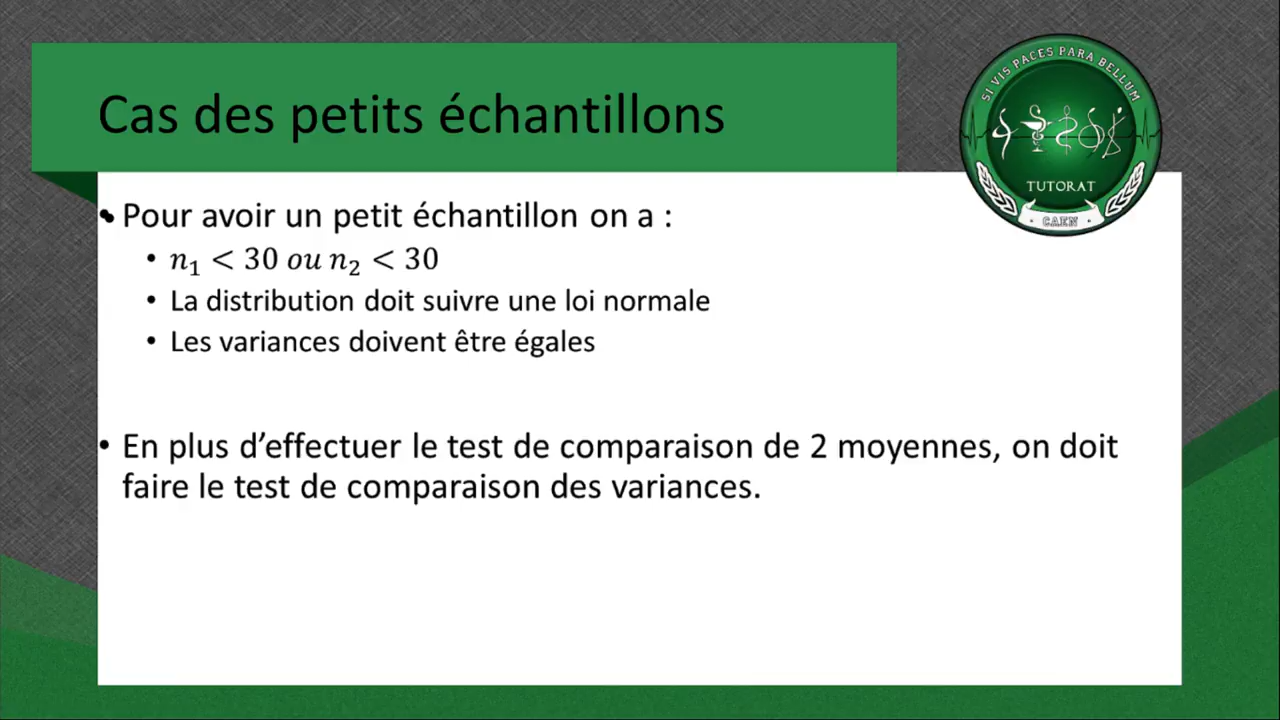 Cas des petits échantillons
SI VIS PACES PARA BELLUM
TUTORAT
CAEN
• Pour avoir un petit échantillon on a :
• n₁ < 30 ou n₂ < 30
• La distribution doit suivre une loi normale
• Les variances doivent être égales
• En plus d’effectuer le test de comparaison de 2 moyennes, on doit
faire le test de comparaison des variances.